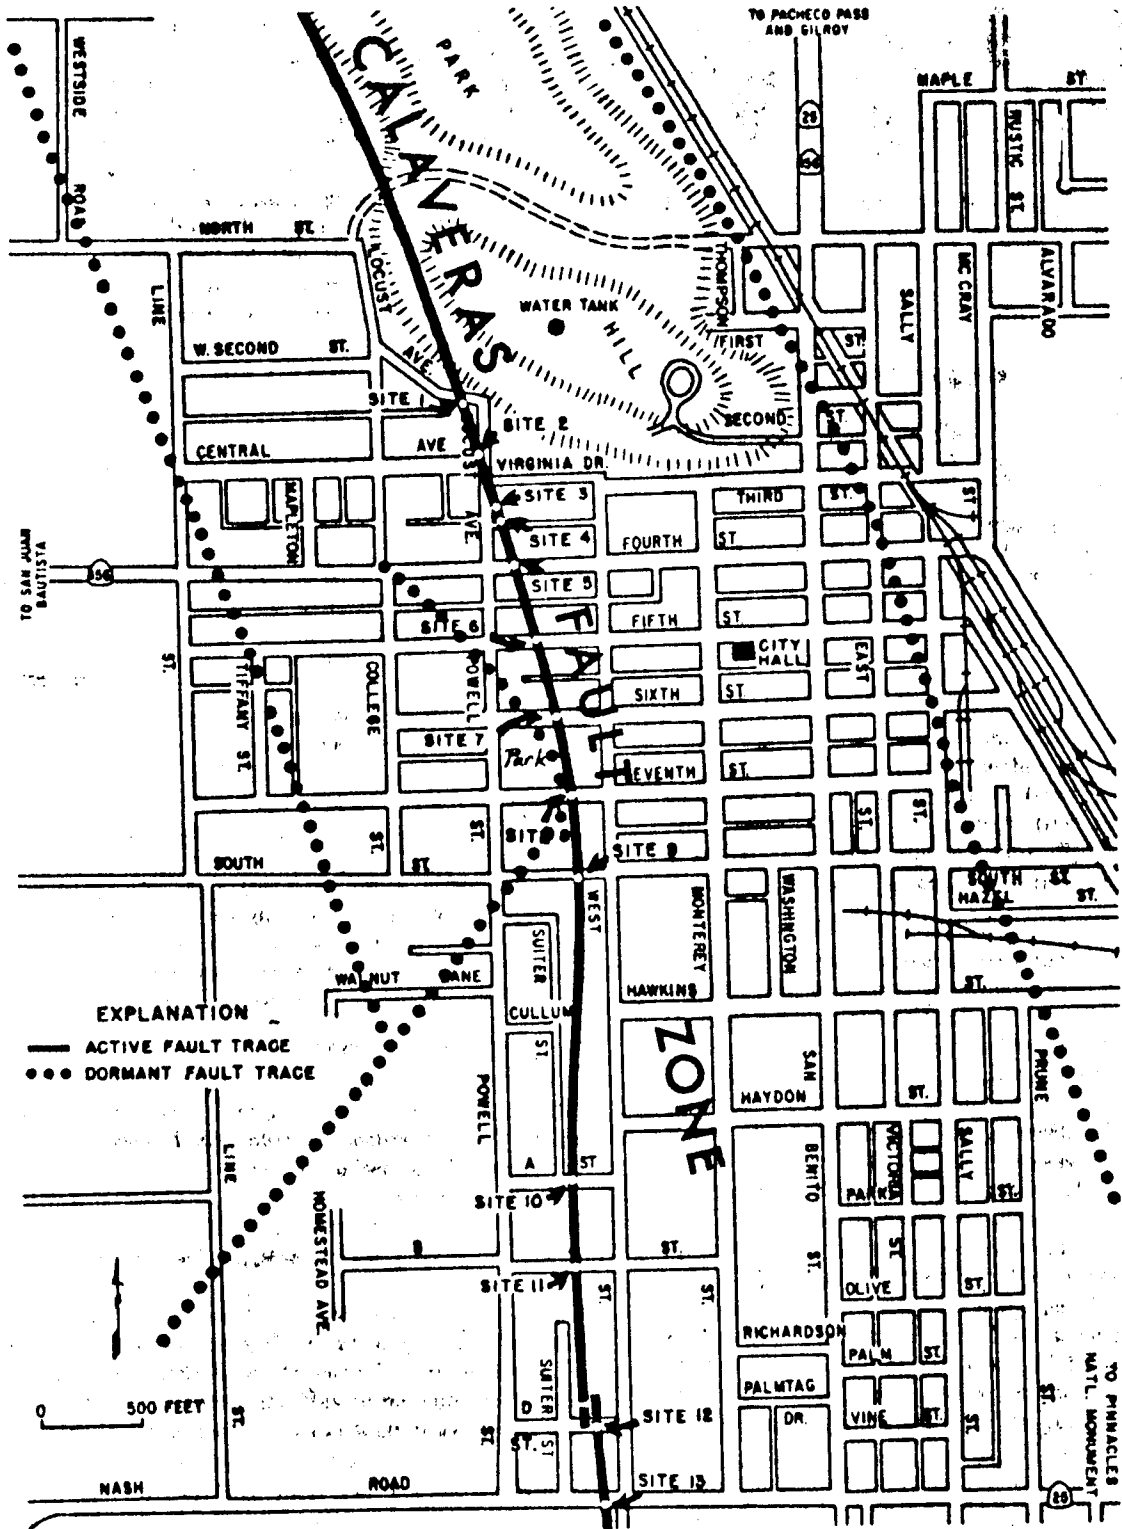 TO PACHECO PASS
AND GILROY
WESTSIDE
ROAD
PARK
CALAVERAS
25
156
MAPLE ST
RUSTIC ST.
NORTH ST.
LOCUST
AVE.
THOMPSON
SALLY
MC CRAY
ALVARADO
LINE
WATER TANK
HILL
W. SECOND ST.
FIRST ST.
SITE 1
SITE 2
SECOND ST.
CENTRAL AVE
VIRGINIA DR.
MAPLETON
AVE.
SITE 3
THIRD ST.
ST
SITE 4
FOURTH ST
TO SAN JUAN
BAUTISTA
156
SITE 5
FIFTH ST.
SITE 6
FAULT
CITY
HALL
EAST
ST.
TIFFANY ST.
COLLEGE
POWELL
SIXTH ST.
SITE 7
Park
EVENTH ST.
ST.
ST.
ST.
ST.
SITE 8
SITE 9
SOUTH ST.
SOUTH ST.
HAZEL ST.
WEST
MONTEREY
WASHINGTON
SUITER
WALNUT LANE
CULLUM
HAWKINS ST.
EXPLANATION
ACTIVE FAULT TRACE
DORMANT FAULT TRACE
ST.
ZONE
SAN
HAYDON ST.
PRUNE
POWELL
LINE
A ST
BENITO
VICTORIA
SALLY
PARK ST.
SITE 10
HOMESTEAD AVE.
B ST.
ST.
ST.
SITE 11
ST.
ST.
OLIVE ST.
RICHARDSON
PALM ST.
SUITER
PALMTAG
DR.
VINE ST.
ST.
ST.
TO PINNACLES
NATL. MONUMENT
0 500 FEET
ST.
ST.
D
ST.
ST
SITE 12
NASH ROAD
SITE 13
25